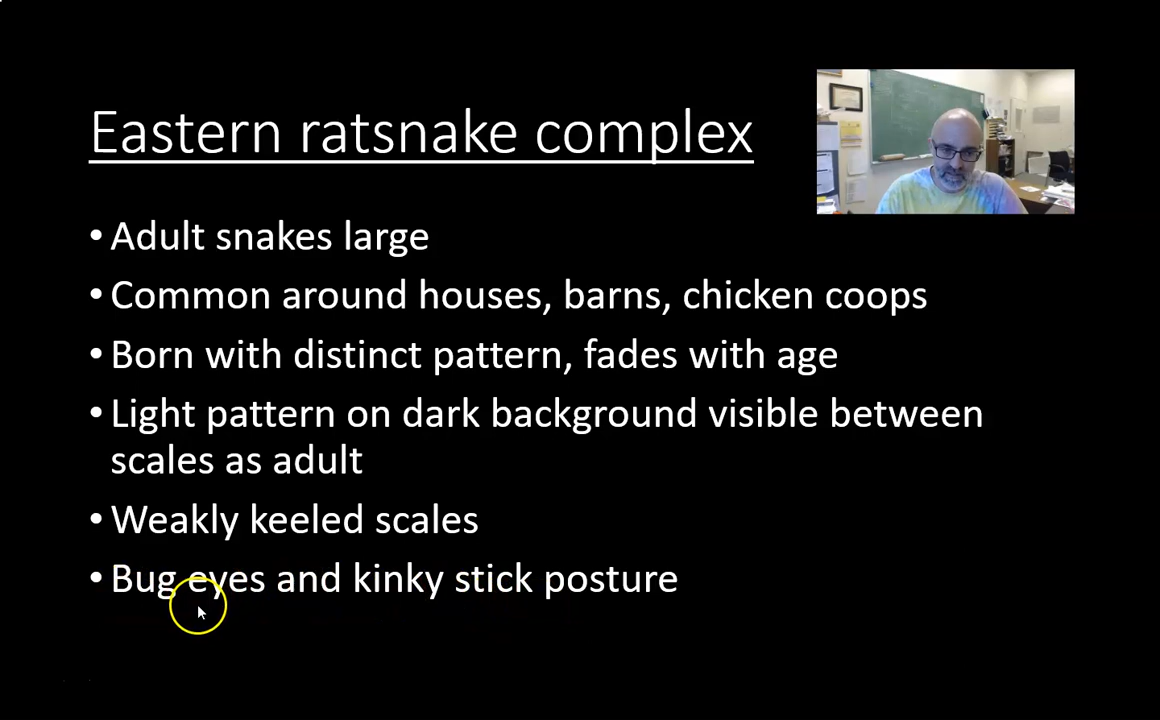 Eastern ratsnake complex
• Adult snakes large
• Common around houses, barns, chicken coops
• Born with distinct pattern, fades with age
• Light pattern on dark background visible between
scales as adult
• Weakly keeled scales
• Bug eyes and kinky stick posture